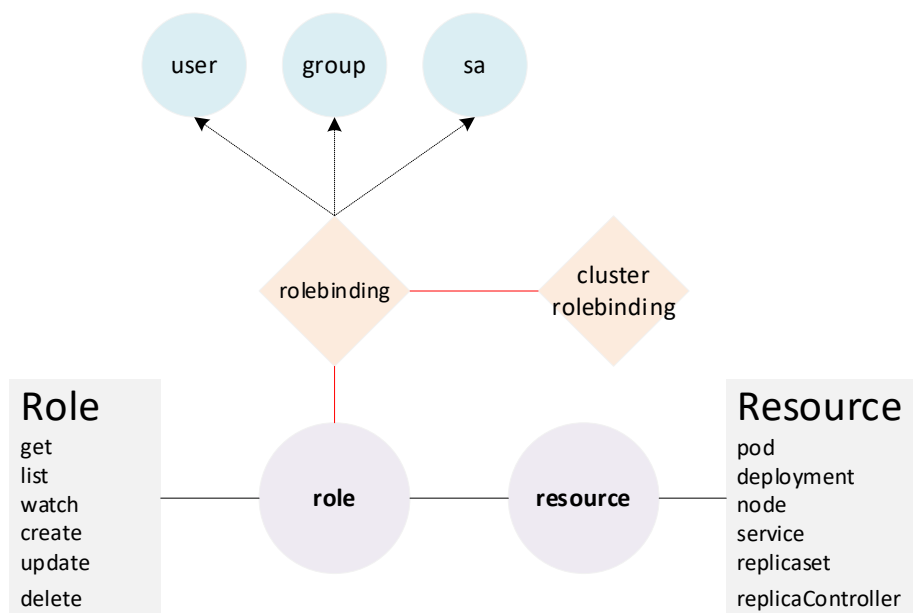 user
group
sa
rolebinding
cluster
rolebinding
Role
get
list
watch
create
update
delete
role
resource
Resource
pod
deployment
node
service
replicaset
replicaController